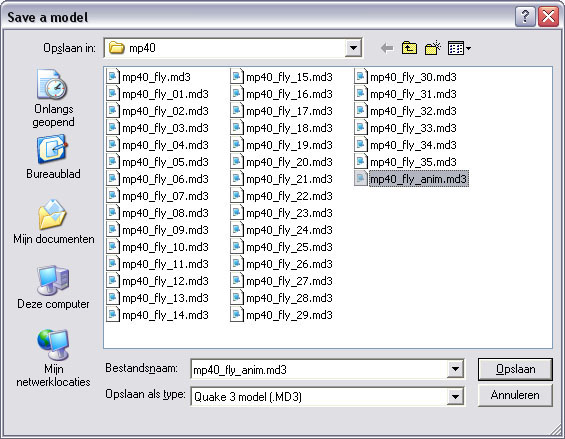 Save a model
Opslaan in:
mp40
Onlangs
geopend
Bureaublad
Mijn documenten
Deze computer
Mijn
netwerklocaties
mp40_fly.md3
mp40_fly_01.md3
mp40_fly_02.md3
mp40_fly_03.md3
mp40_fly_04.md3
mp40_fly_05.md3
mp40_fly_06.md3
mp40_fly_07.md3
mp40_fly_08.md3
mp40_fly_09.md3
mp40_fly_10.md3
mp40_fly_11.md3
mp40_fly_12.md3
mp40_fly_13.md3
mp40_fly_14.md3
mp40_fly_15.md3
mp40_fly_16.md3
mp40_fly_17.md3
mp40_fly_18.md3
mp40_fly_19.md3
mp40_fly_20.md3
mp40_fly_21.md3
mp40_fly_22.md3
mp40_fly_23.md3
mp40_fly_24.md3
mp40_fly_25.md3
mp40_fly_26.md3
mp40_fly_27.md3
mp40_fly_28.md3
mp40_fly_29.md3
mp40_fly_30.md3
mp40_fly_31.md3
mp40_fly_32.md3
mp40_fly_33.md3
mp40_fly_34.md3
mp40_fly_35.md3
mp40_fly_anim.md3
Bestandsnaam:
mp40_fly_anim.md3
Opslaan
Opslaan als type:
Quake 3 model (.MD3)
Annuleren